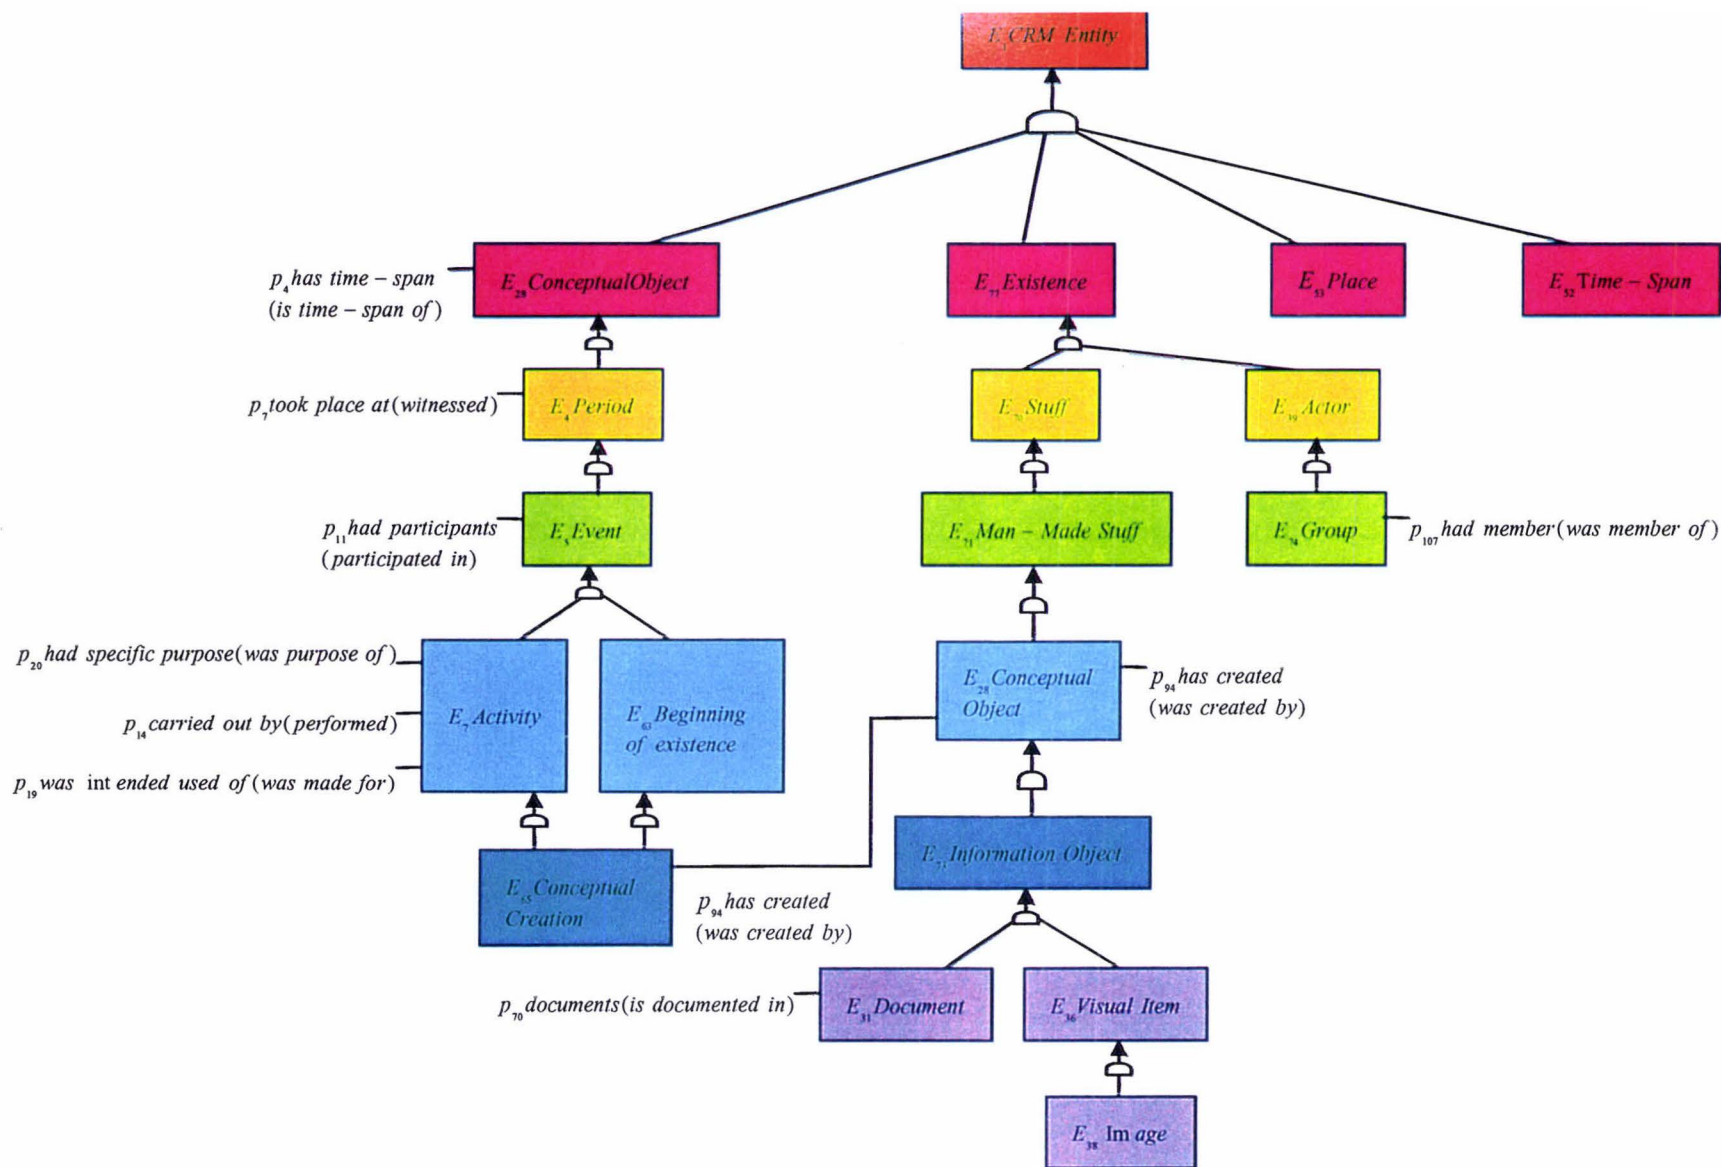 E1 CRM Entity
p4 has time – span
(is time – span of)
E28 ConceptualObject
E77 Existence
E53 Place
E52 Time – Span
p7 took place at(witnessed)
E4 Period
E70 Stuff
E39 Actor
p11 had participants
(participated in)
E5 Event
E71 Man – Made Stuff
E74 Group
p107 had member(was member of)
p20 had specific purpose(was purpose of)
p14 carried out by(performed)
p19 was int ended used of (was made for)
E7 Activity
E63 Beginning
of existence
E28 Conceptual
Object
p94 has created
(was created by)
E65 Conceptual
Creation
p94 has created
(was created by)
E73 Information Object
p70 documents(is documented in)
E31 Document
E36 Visual Item
E38 Im age